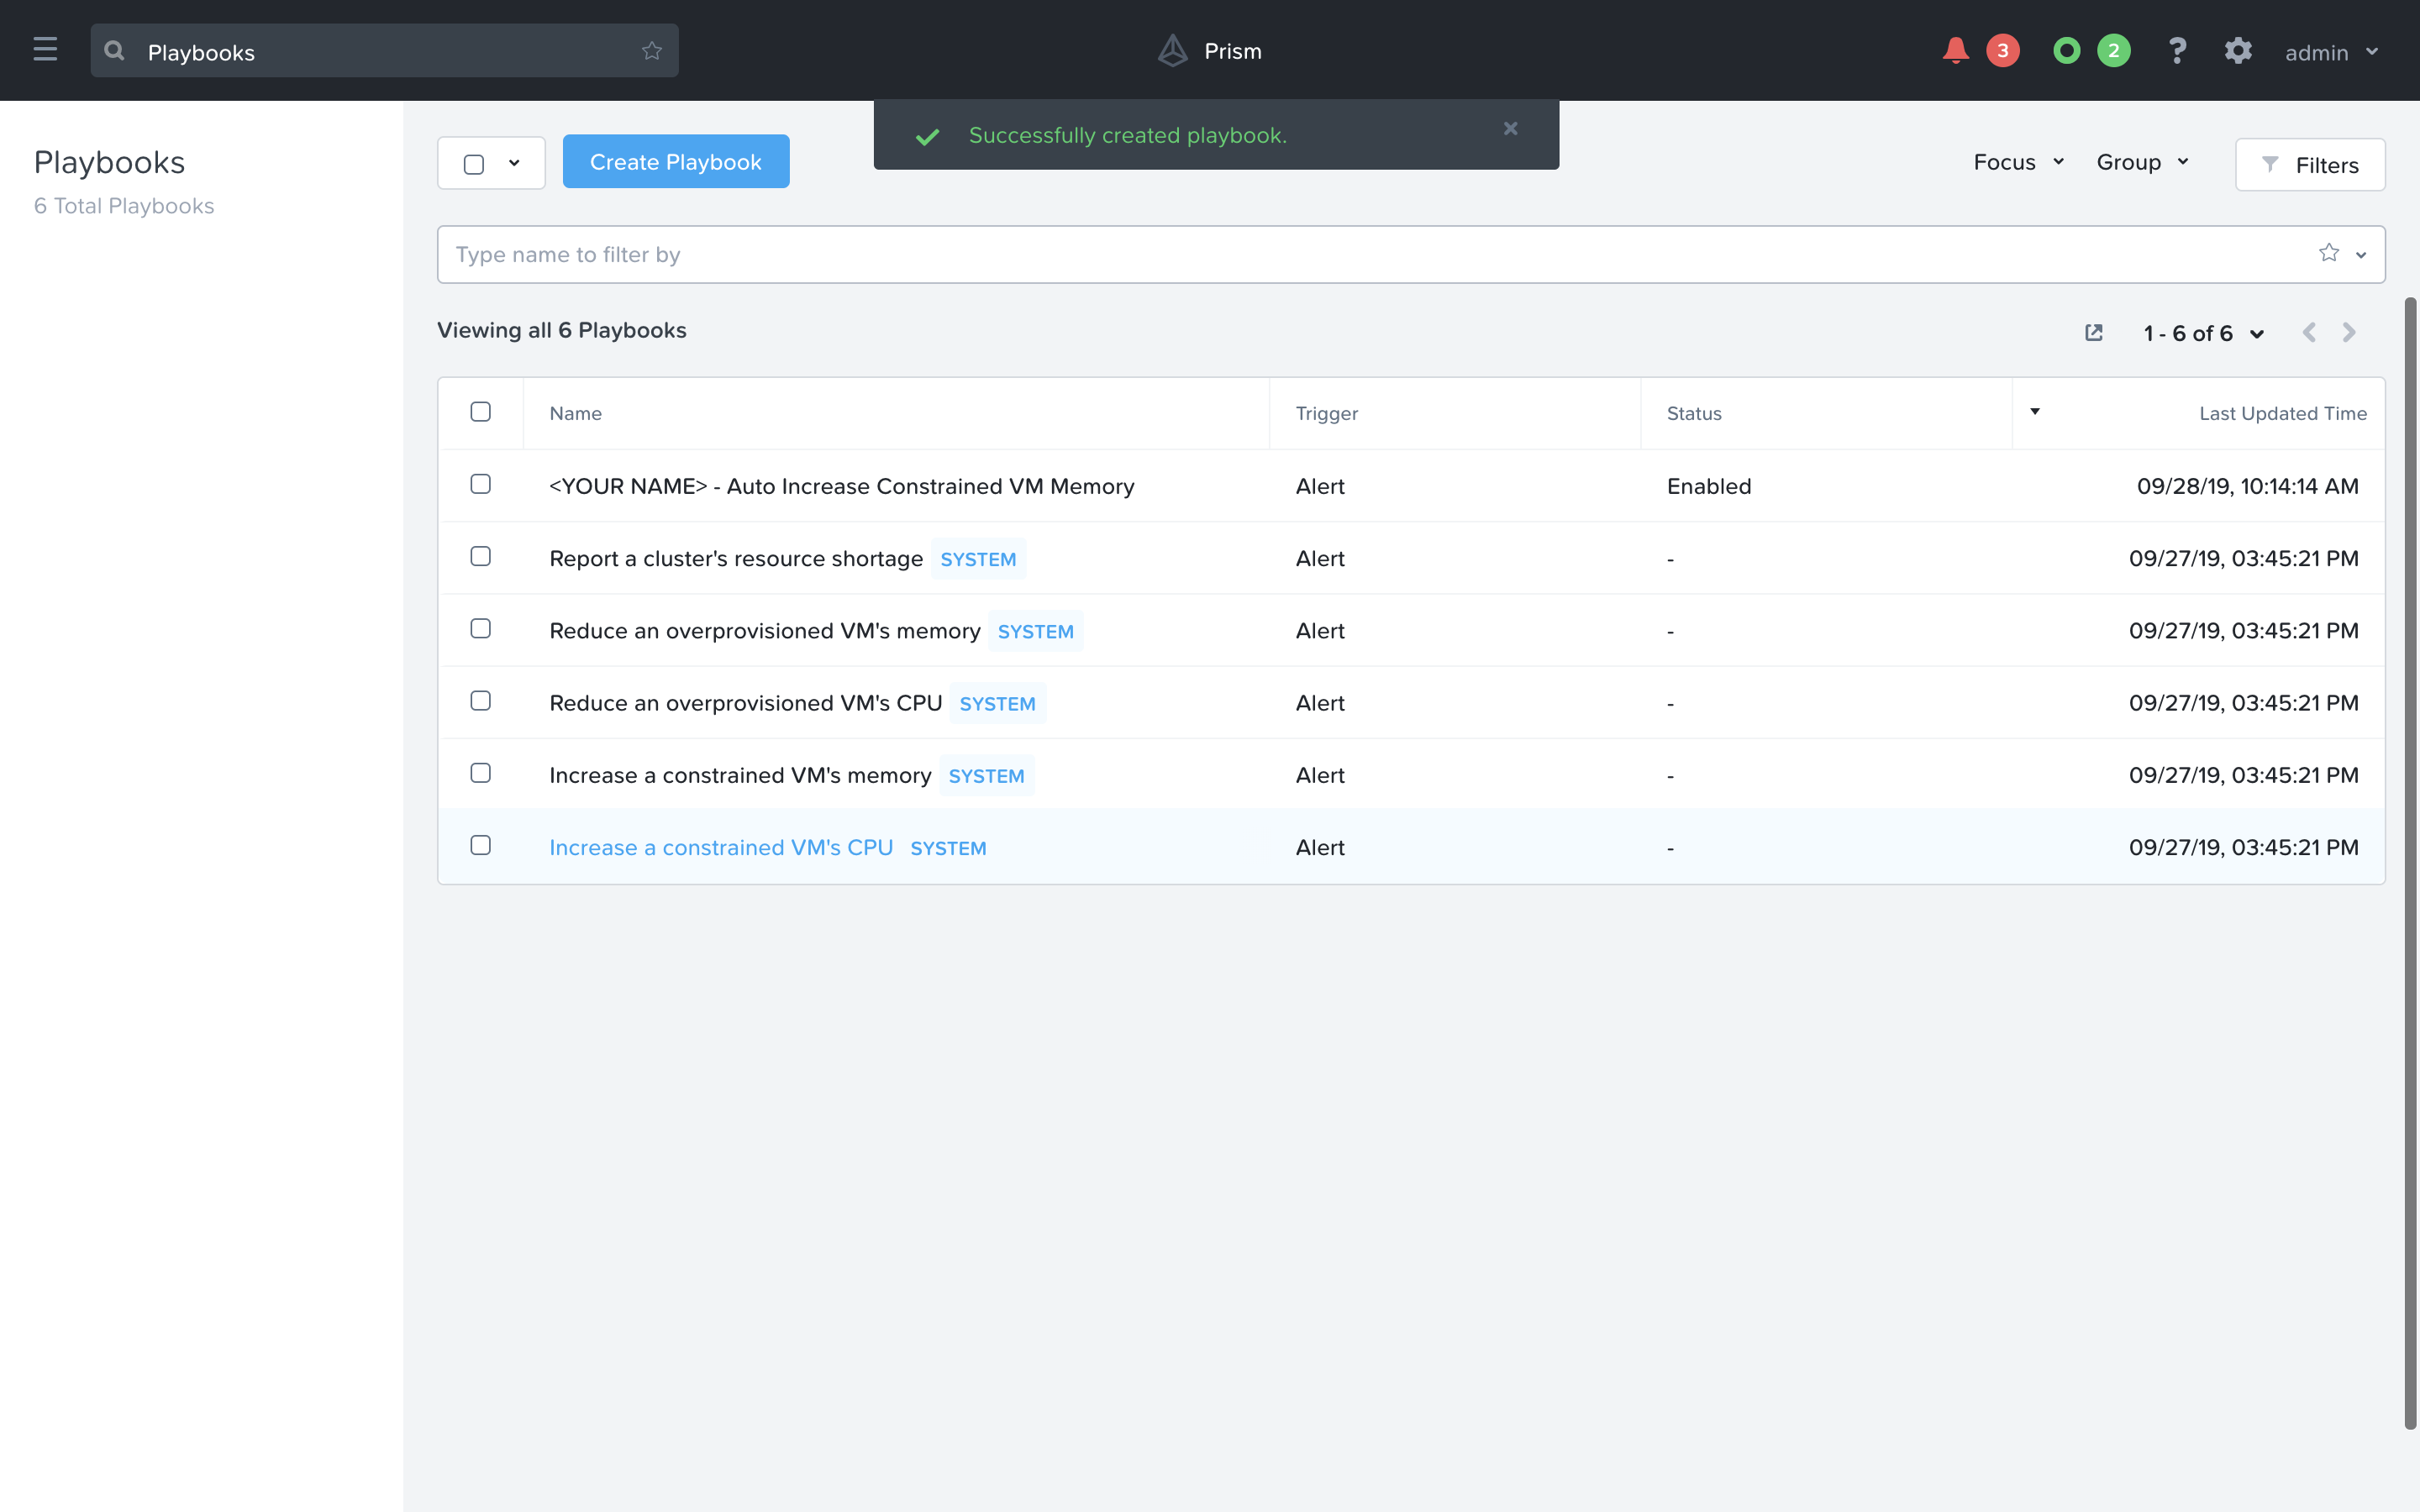 Playbooks
Prism
3
2
?
admin
Successfully created playbook.
Playbooks
6 Total Playbooks
Create Playbook
Focus
Group
Filters
Type name to filter by
Viewing all 6 Playbooks
1 - 6 of 6
Name Trigger Status Last Updated Time
<YOUR NAME> - Auto Increase Constrained VM Memory Alert Enabled 09/28/19, 10:14:14 AM
Report a cluster's resource shortage SYSTEM Alert - 09/27/19, 03:45:21 PM
Reduce an overprovisioned VM's memory SYSTEM Alert - 09/27/19, 03:45:21 PM
Reduce an overprovisioned VM's CPU SYSTEM Alert - 09/27/19, 03:45:21 PM
Increase a constrained VM's memory SYSTEM Alert - 09/27/19, 03:45:21 PM
Increase a constrained VM's CPU SYSTEM Alert - 09/27/19, 03:45:21 PM